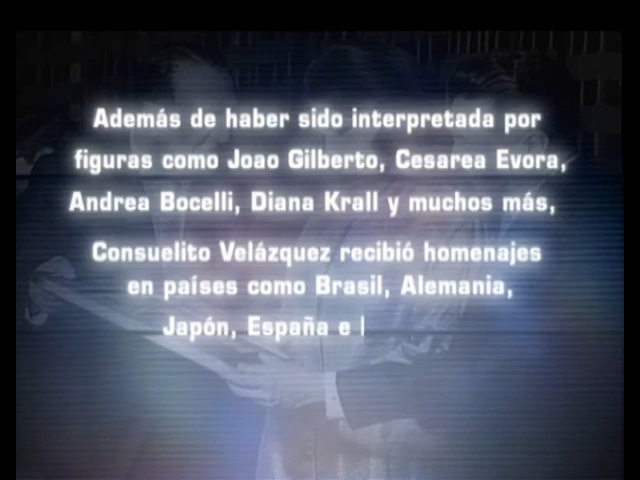 Además de haber sido interpretada por
figuras como Joao Gilberto, Cesarea Evora,
Andrea Bocelli, Diana Krall y muchos más,
Consuelito Velázquez recibió homenajes
en países como Brasil, Alemania,
Japón, España e I